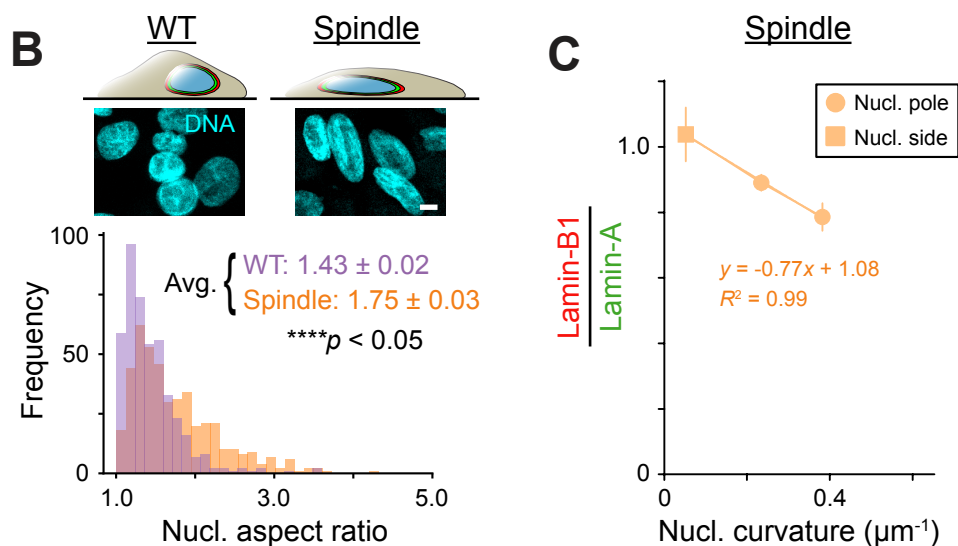 B
WT
Spindle
DNA
100
50
0
Frequency
Avg.
WT: 1.43 ± 0.02
Spindle: 1.75 ± 0.03
****p < 0.05
1.0
3.0
5.0
Nucl. aspect ratio
C
Spindle
Nucl. pole
Nucl. side
1.0
0
Lamin-B1
Lamin-A
y = -0.77x + 1.08
R² = 0.99
0
0.4
Nucl. curvature (µm⁻¹)